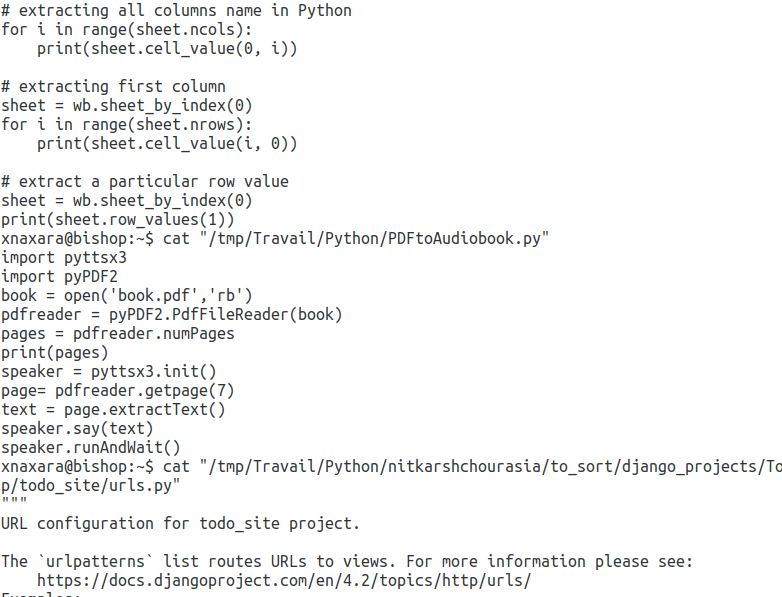 # extracting all columns name in Python
for i in range(sheet.ncols):
    print(sheet.cell_value(0, i))

# extracting first column
sheet = wb.sheet_by_index(0)
for i in range(sheet.nrows):
    print(sheet.cell_value(i, 0))

# extract a particular row value
sheet = wb.sheet_by_index(0)
print(sheet.row_values(1))
xnaxara@bishop:~$ cat "/tmp/Travail/Python/PDFtoAudiobook.py"
import pyttsx3
import pyPDF2
book = open('book.pdf','rb')
pdfreader = pyPDF2.PdfFileReader(book)
pages = pdfreader.numPages
print(pages)
speaker = pyttsx3.init()
page= pdfreader.getpage(7)
text = page.extractText()
speaker.say(text)
speaker.runAndWait()
xnaxara@bishop:~$ cat "/tmp/Travail/Python/nitkarshchourasia/to_sort/django_projects/To
p/todo_site/urls.py"
"""
URL configuration for todo_site project.

The `urlpatterns` list routes URLs to views. For more information please see:
    https://docs.djangoproject.com/en/4.2/topics/http/urls/